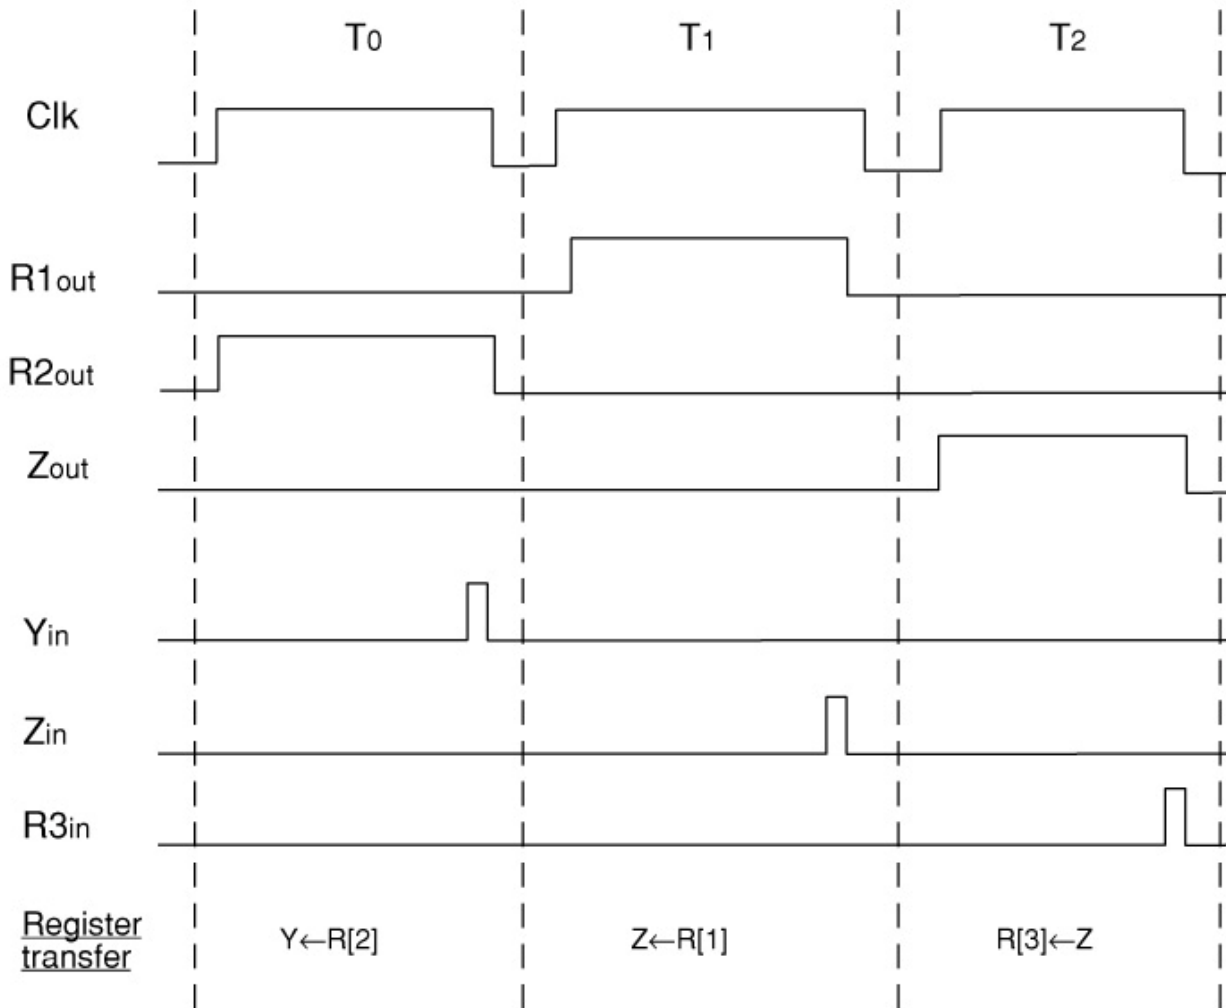 T0 T1 T2
Clk
R1out
R2out
Zout
Yin
Zin
R3in
Register
transfer
Y←R[2] Z←R[1] R[3]←Z